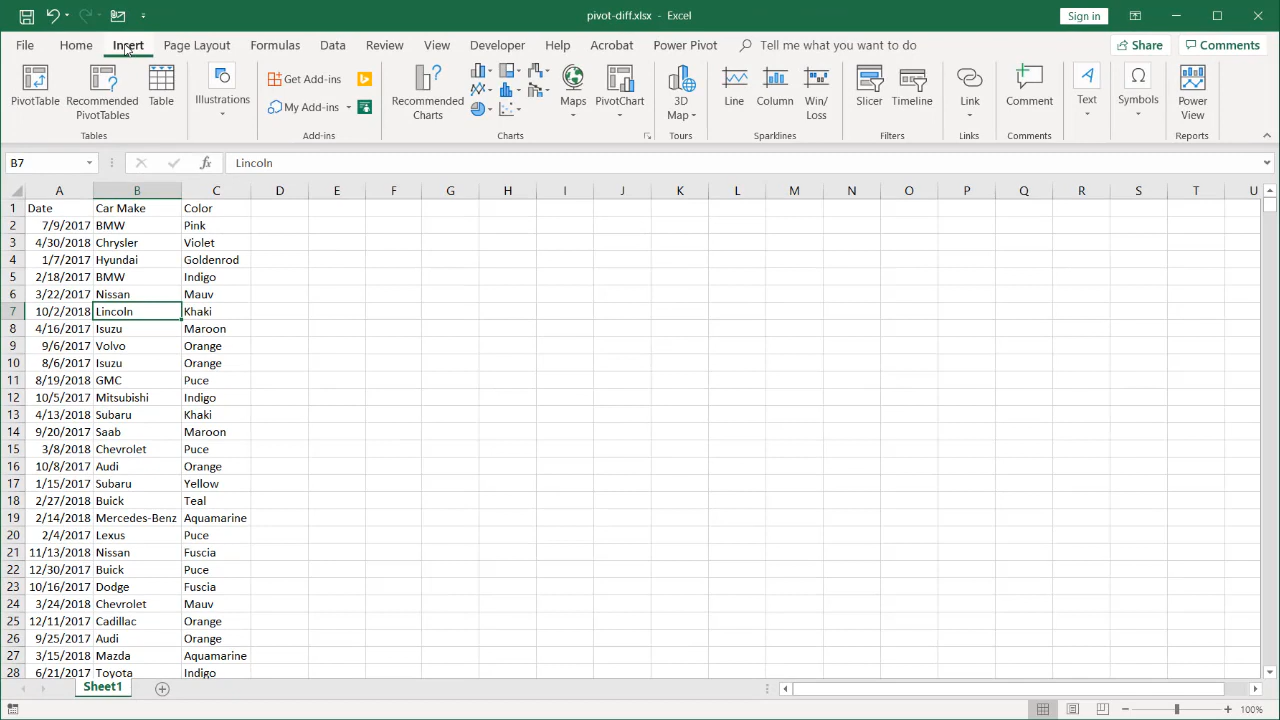 pivot-diff.xlsx - Excel
Sign in
File Home Insert Page Layout Formulas Data Review View Developer Help Acrobat Power Pivot Tell me what you want to do Share Comments
PivotTable Recommended PivotTables Table Illustrations Get Add-ins My Add-ins Recommended Charts Maps PivotChart 3D Map Line Column Win/Loss Slicer Timeline Link Comment Text Symbols Power View
Tables Add-ins Charts Tours Sparklines Filters Links Comments Reports
B7 fx Lincoln
A B C D E F G H I J K L M N O P Q R S T U
1 Date Car Make Color
2 7/9/2017 BMW Pink
3 4/30/2018 Chrysler Violet
4 1/7/2017 Hyundai Goldenrod
5 2/18/2017 BMW Indigo
6 3/22/2017 Nissan Mauv
7 10/2/2018 Lincoln Khaki
8 4/16/2017 Isuzu Maroon
9 9/6/2017 Volvo Orange
10 8/6/2017 Isuzu Orange
11 8/19/2018 GMC Puce
12 10/5/2017 Mitsubishi Indigo
13 4/13/2018 Subaru Khaki
14 9/20/2017 Saab Maroon
15 3/8/2018 Chevrolet Puce
16 10/8/2017 Audi Orange
17 1/15/2017 Subaru Yellow
18 2/27/2018 Buick Teal
19 2/14/2018 Mercedes-Benz Aquamarine
20 2/4/2017 Lexus Puce
21 11/13/2018 Nissan Fuscia
22 12/30/2017 Buick Puce
23 10/16/2017 Dodge Fuscia
24 3/24/2018 Chevrolet Mauv
25 12/11/2017 Cadillac Orange
26 9/25/2017 Audi Orange
27 3/15/2018 Mazda Aquamarine
28 6/21/2017 Toyota Indigo
Sheet1
100%